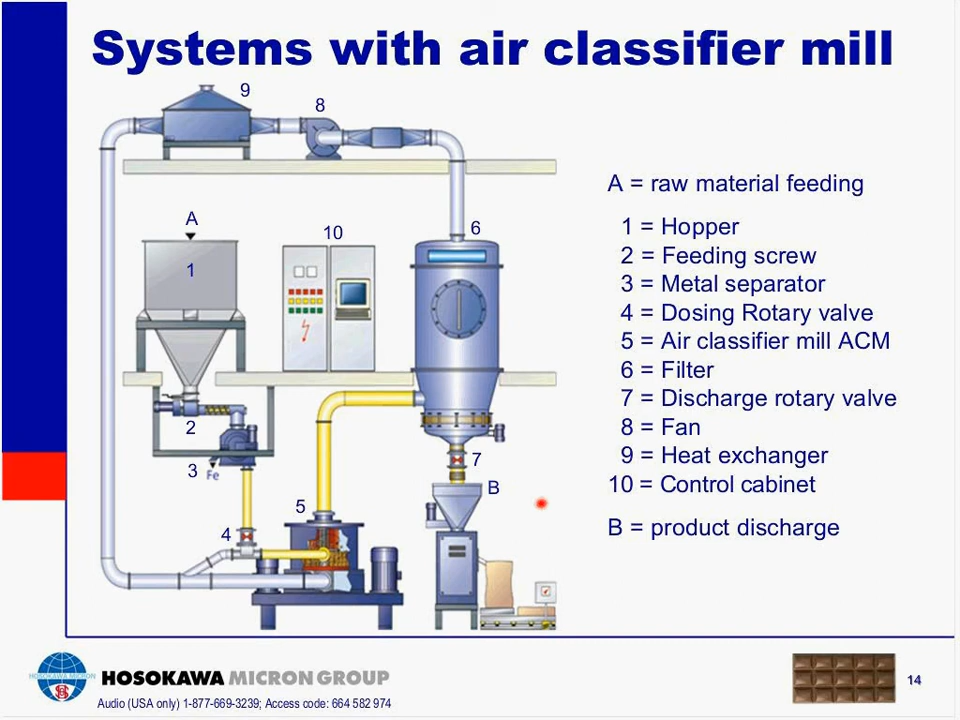 Systems with air classifier mill
9
8
A
10
6
1
2
3
Fe
7
B
5
4
A = raw material feeding
1 = Hopper
2 = Feeding screw
3 = Metal separator
4 = Dosing Rotary valve
5 = Air classifier mill ACM
6 = Filter
7 = Discharge rotary valve
8 = Fan
9 = Heat exchanger
10 = Control cabinet
B = product discharge
HOSOKAWA MICRON
HOSOKAWA MICRON GROUP
Audio (USA only) 1-877-669-3239; Access code: 664 582 974
14